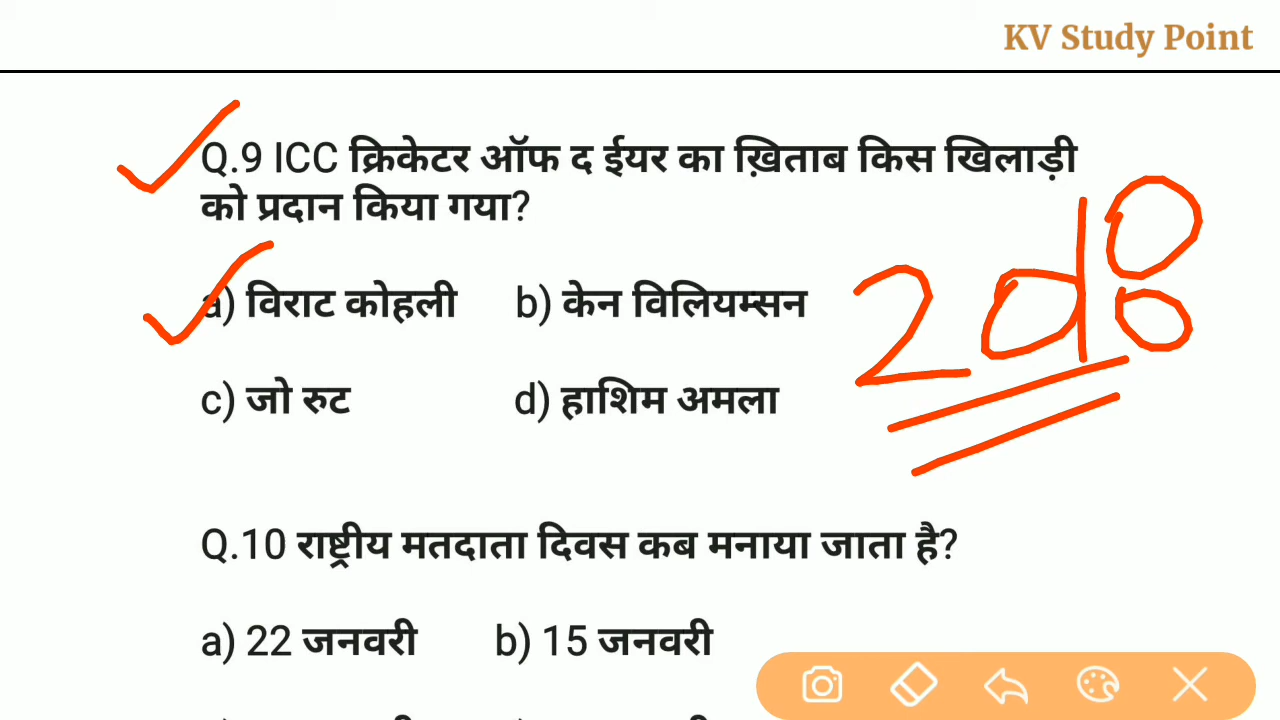 KV Study Point
Q.9 ICC क्रिकेटर ऑफ द ईयर का ख़िताब किस खिलाड़ी
को प्रदान किया गया?
a) विराट कोहली b) केन विलियम्सन
2018
c) जो रुट d) हाशिम अमला
Q.10 राष्ट्रीय मतदाता दिवस कब मनाया जाता है?
a) 22 जनवरी b) 15 जनवरी